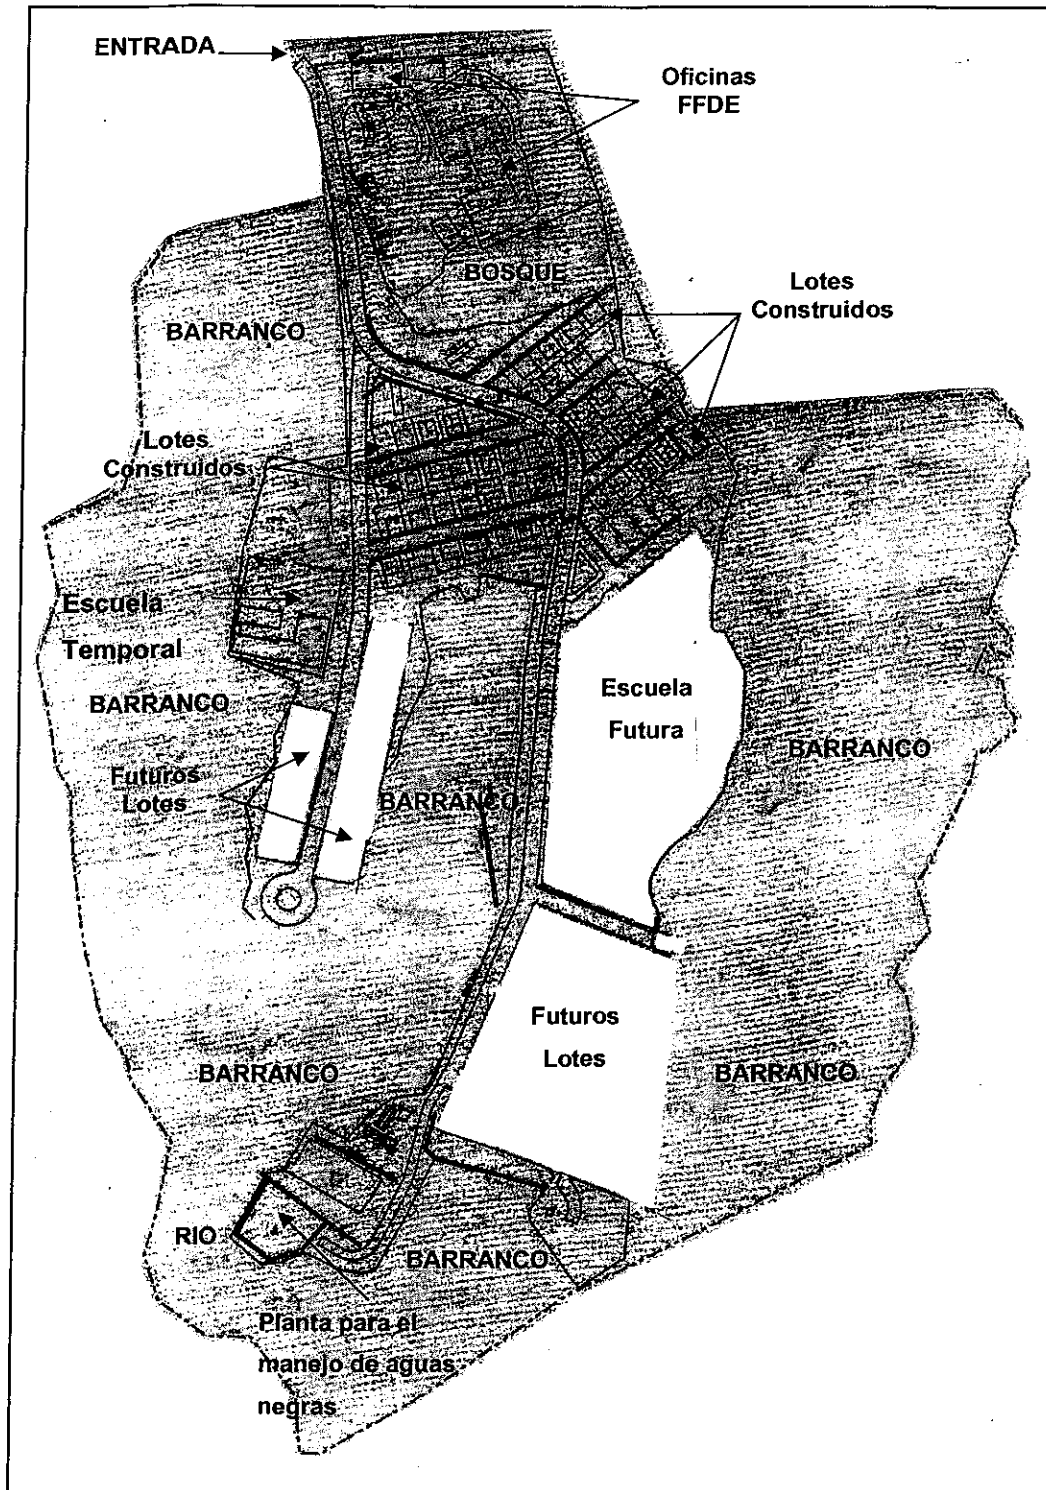 ENTRADA
Oficinas
FFDE
BOSQUE
Lotes
Construidos
BARRANCO
Lotes
Construidos
Escuela
Temporal
BARRANCO
Escuela
Futura
BARRANCO
Futuros
Lotes
BARRANCO
Futuros
Lotes
BARRANCO
BARRANCO
RIO
BARRANCO
Planta para el
manejo de aguas
negras